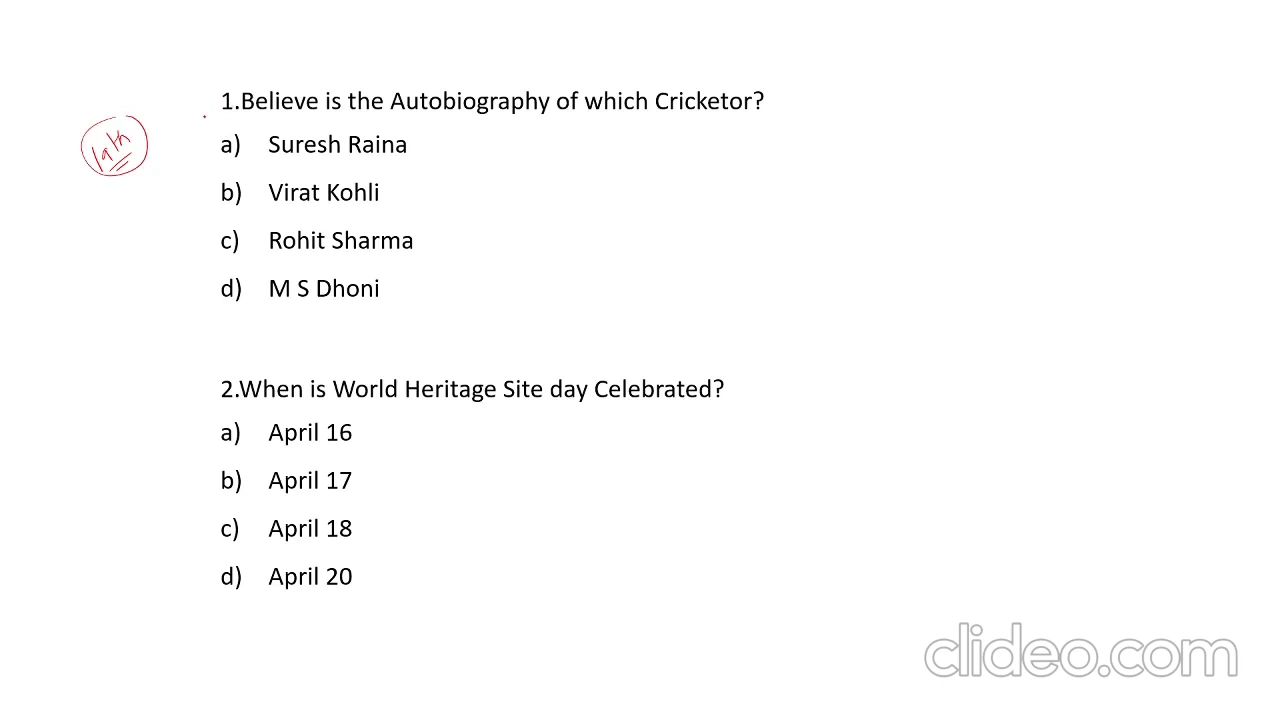 1.Believe is the Autobiography of which Cricketor?
a) Suresh Raina
b) Virat Kohli
c) Rohit Sharma
d) M S Dhoni
2.When is World Heritage Site day Celebrated?
a) April 16
b) April 17
c) April 18
d) April 20
clideo.com